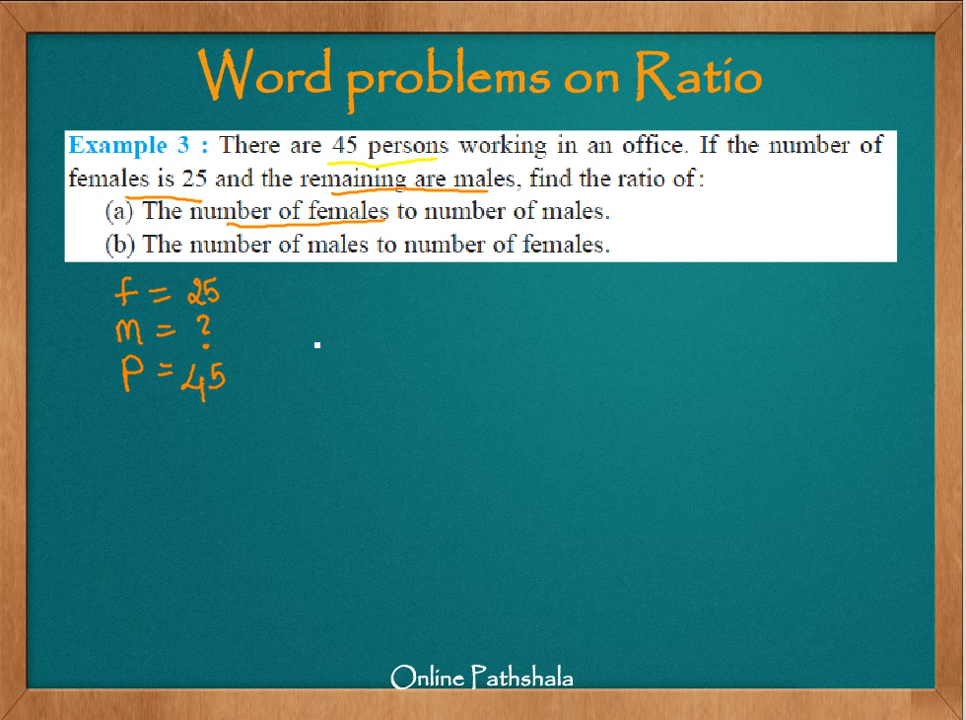 Word problems on Ratio
Example 3 : There are 45 persons working in an office. If the number of
females is 25 and the remaining are males, find the ratio of:
(a) The number of females to number of males.
(b) The number of males to number of females.
f = 25
m = ?
P = 45
Online Pathshala